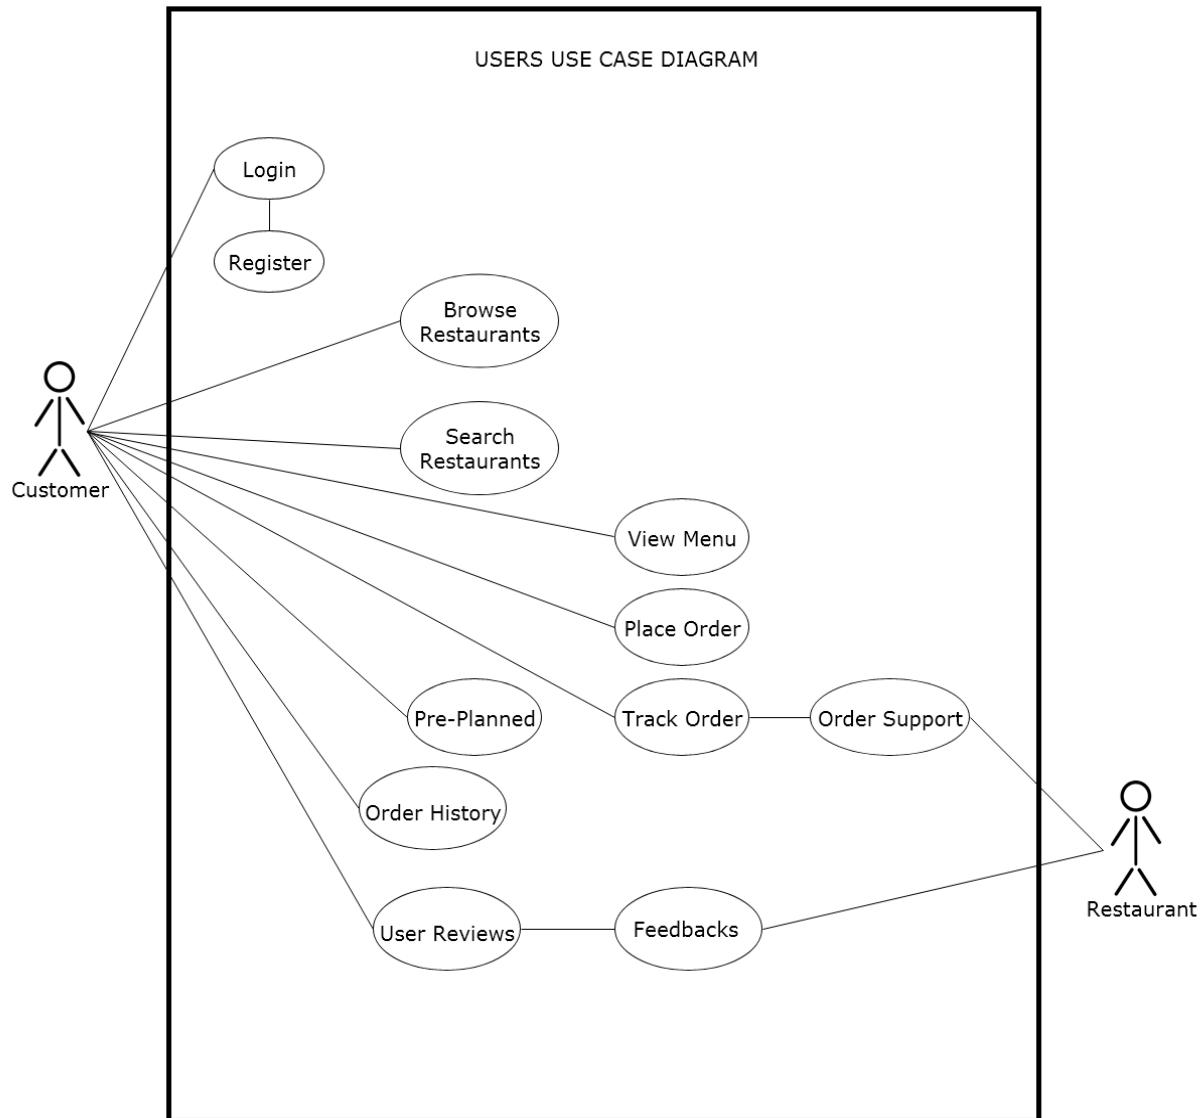 USERS USE CASE DIAGRAM
Login
Register
Browse
Restaurants
Search
Restaurants
Customer
View Menu
Place Order
Pre-Planned
Track Order
Order Support
Order History
Restaurant
User Reviews
Feedbacks